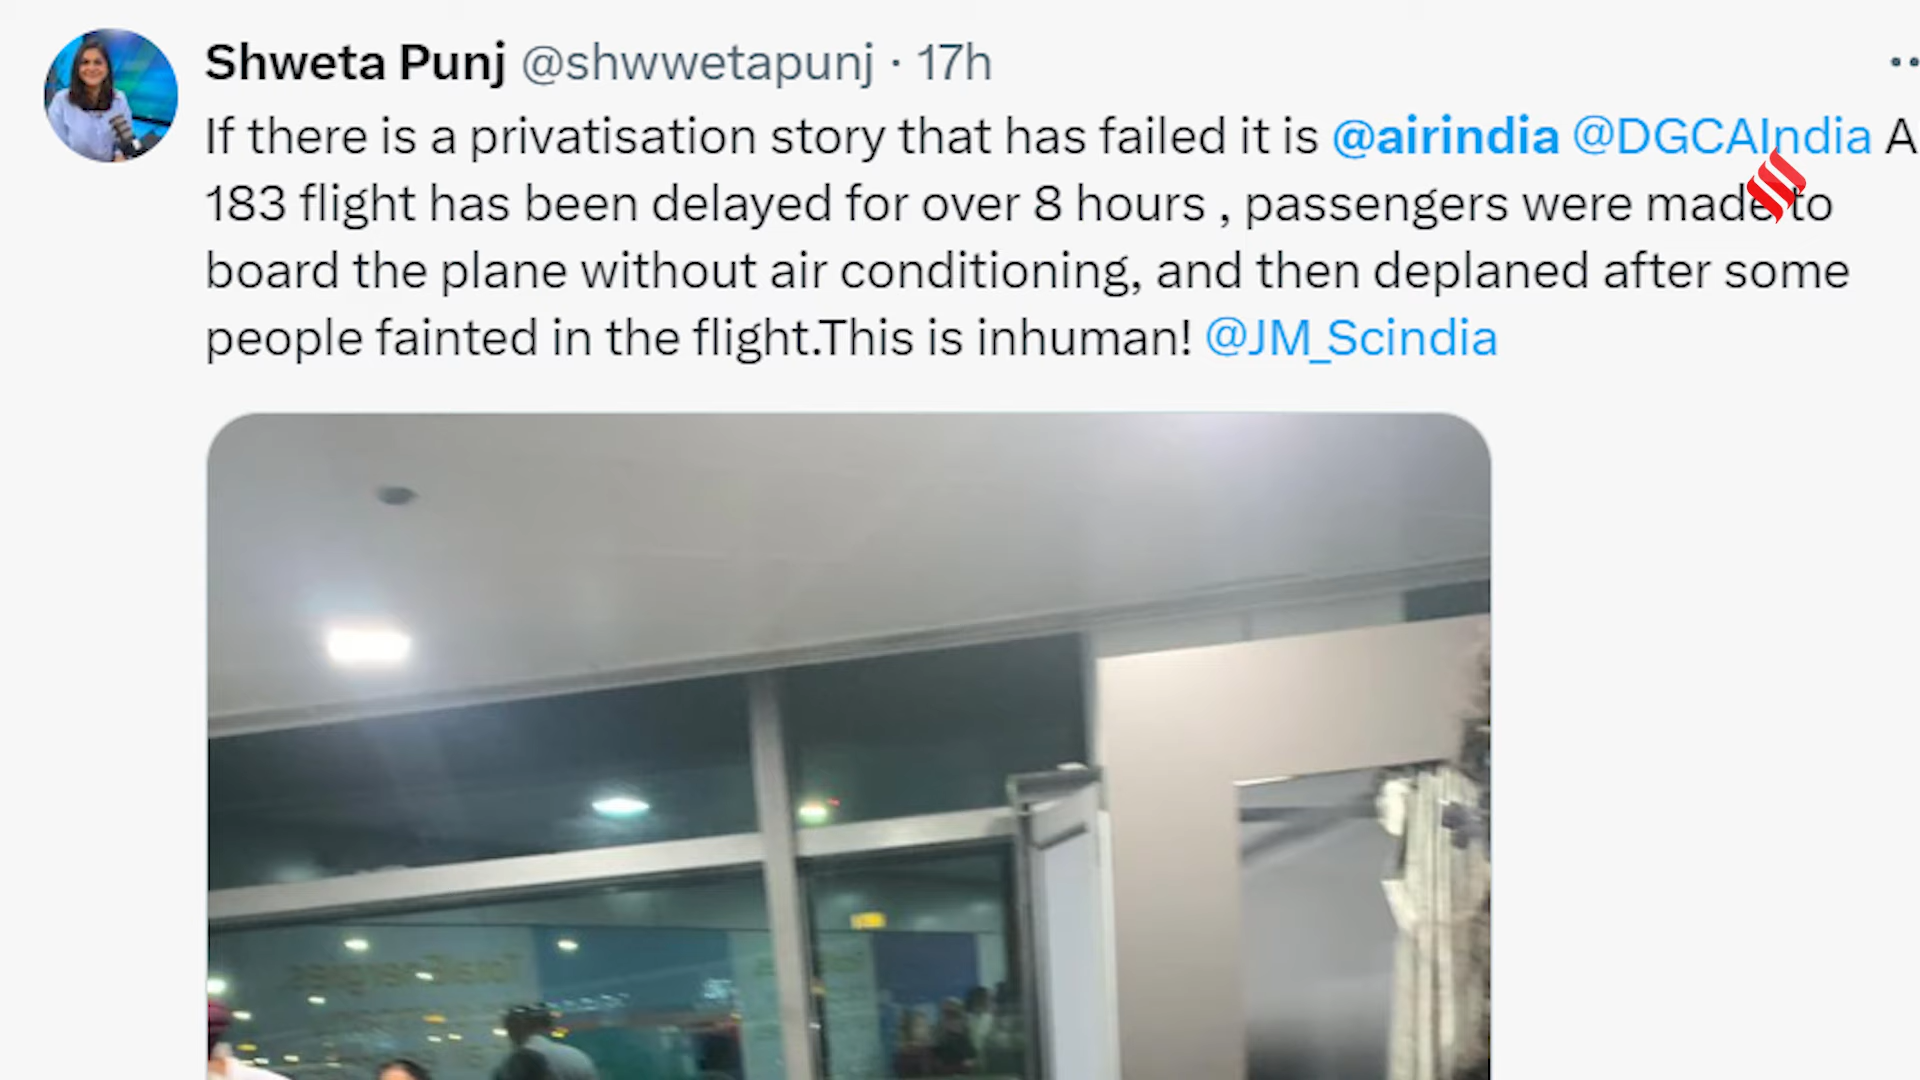 Shweta Punj @shwwetapunj · 17h
If there is a privatisation story that has failed it is @airindia @DGCAIndia A
183 flight has been delayed for over 8 hours , passengers were made to
board the plane without air conditioning, and then deplaned after some
people fainted in the flight.This is inhuman! @JM_Scindia